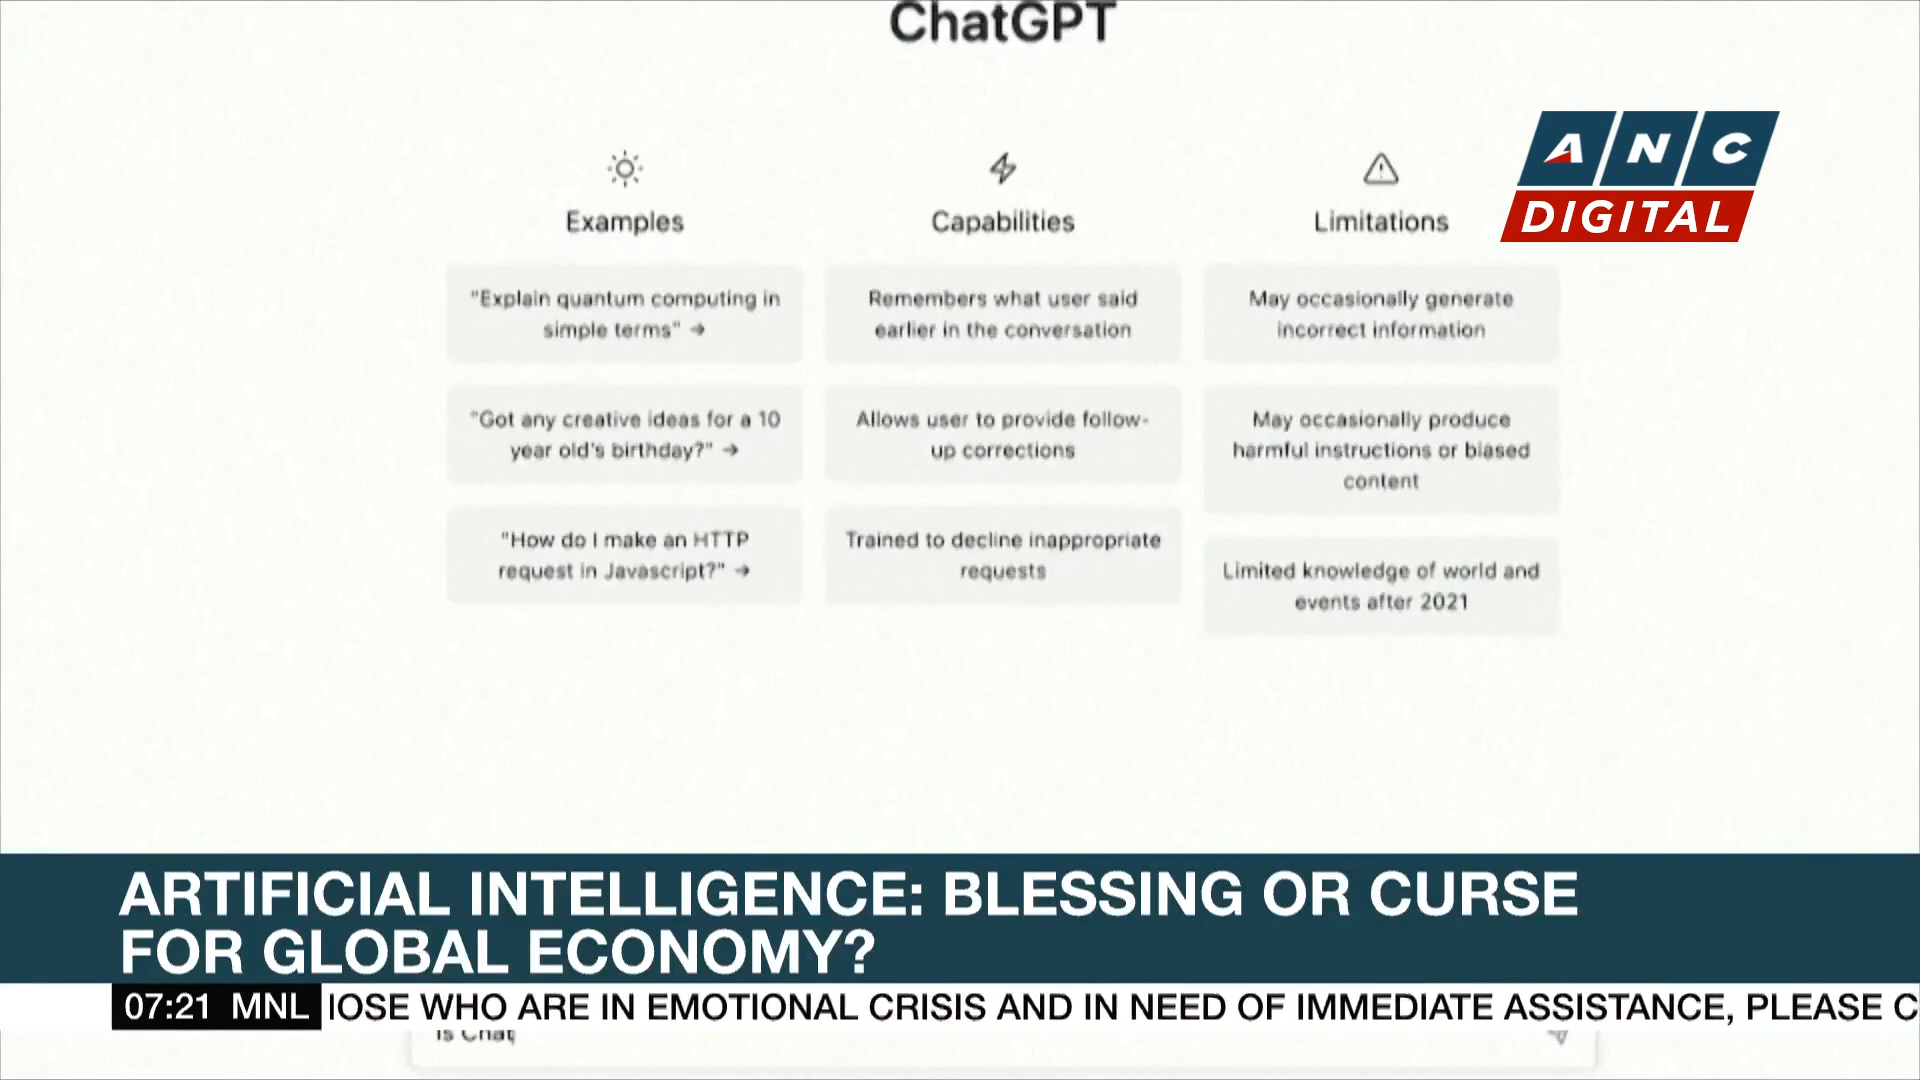 ChatGPT
A N C
DIGITAL
Examples
"Explain quantum computing in
simple terms" →
"Got any creative ideas for a 10
year old's birthday?" →
"How do I make an HTTP
request in Javascript?" →
Capabilities
Remembers what user said
earlier in the conversation
Allows user to provide follow-
up corrections
Trained to decline inappropriate
requests
Limitations
May occasionally generate
incorrect information
May occasionally produce
harmful instructions or biased
content
Limited knowledge of world and
events after 2021
ARTIFICIAL INTELLIGENCE: BLESSING OR CURSE
FOR GLOBAL ECONOMY?
07:21 MNL
WHO ARE IN EMOTIONAL CRISIS AND IN NEED OF IMMEDIATE ASSISTANCE, PLEASE
is Chat